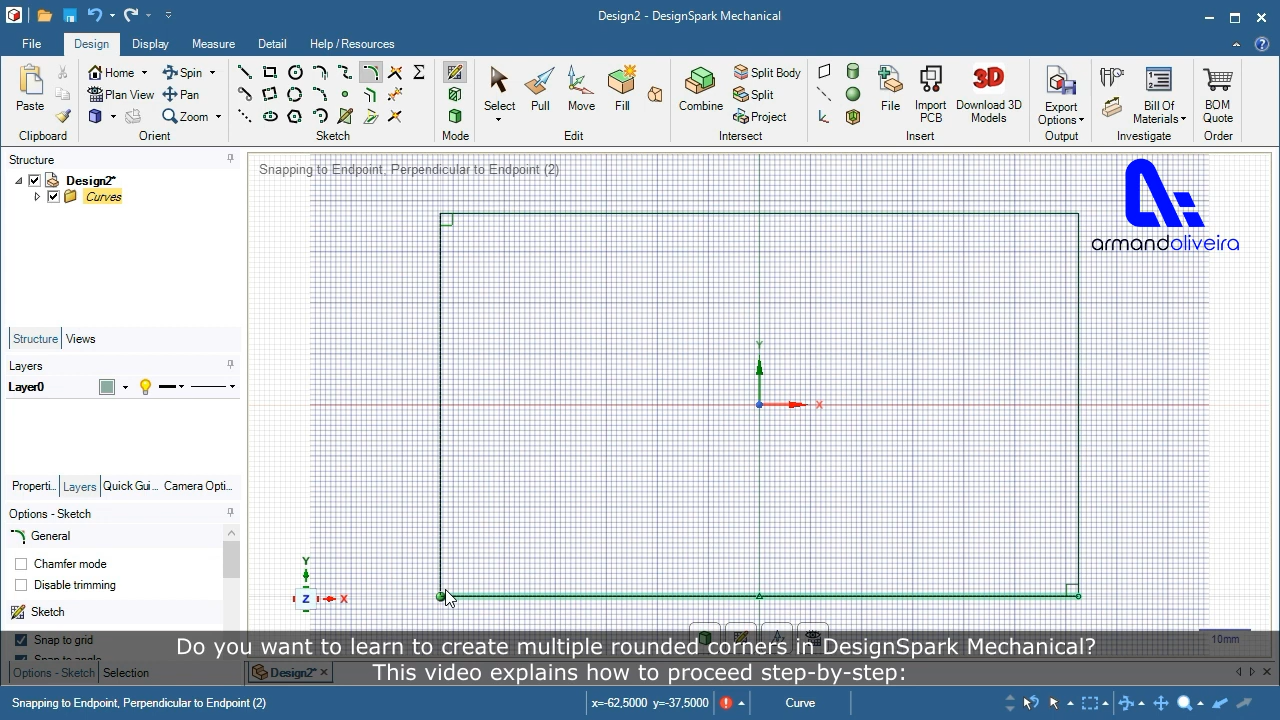 Design2 - DesignSpark Mechanical
File Design Display Measure Detail Help / Resources
Paste
Clipboard
Home
Plan View
Spin
Pan
Zoom
Orient
Sketch
Mode
Select Pull Move Fill
Edit
Combine
Split Body
Split
Project
Intersect
File
Import PCB
Download 3D Models
Insert
Export Options
Output
Bill Of Materials
Investigate
BOM Quote
Order
Structure
Design2*
Curves
Structure Views
Layers
Layer0
Properti... Layers Quick Gui... Camera Opti...
Options - Sketch
General
Chamfer mode
Disable trimming
Sketch
Snap to grid
Snap to angle
Options - Sketch Selection
Snapping to Endpoint, Perpendicular to Endpoint (2)
armandoliveira
Y
X
Y
Z X
10mm
Do you want to learn to create multiple rounded corners in DesignSpark Mechanical?
This video explains how to proceed step-by-step:
Design2*
Snapping to Endpoint, Perpendicular to Endpoint (2)
x=-62,5000 y=-37,5000
Curve